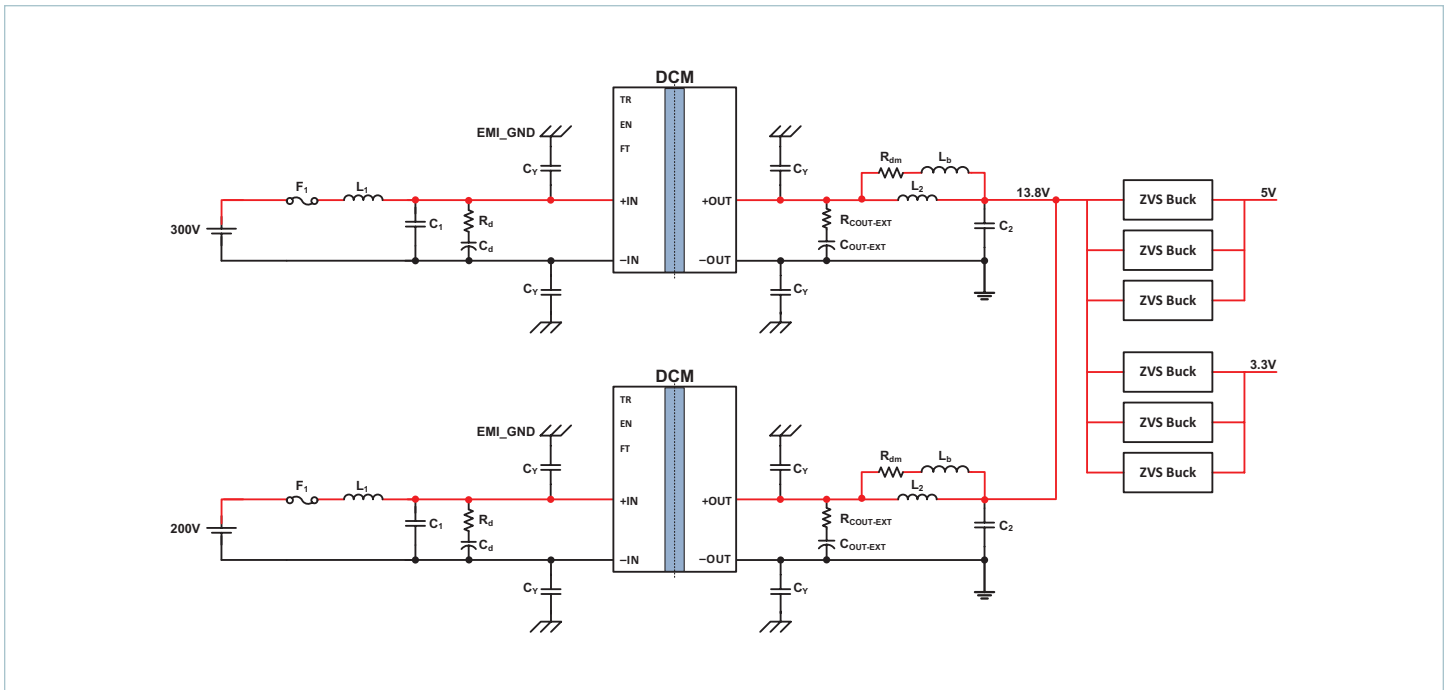 DCM
TR
EN
FT
EMI_GND
CY
CY
F1
L1
Rdm
Lb
L2
13.8V
ZVS Buck
5V
+IN
+OUT
300V
C1
Rd
Cd
RCOUT-EXT
COUT-EXT
C2
ZVS Buck
–IN
–OUT
CY
CY
ZVS Buck
DCM
TR
EN
FT
ZVS Buck
3.3V
EMI_GND
CY
CY
ZVS Buck
Rdm
Lb
L2
ZVS Buck
F1
L1
+IN
+OUT
200V
C1
Rd
Cd
RCOUT-EXT
COUT-EXT
C2
–IN
–OUT
CY
CY